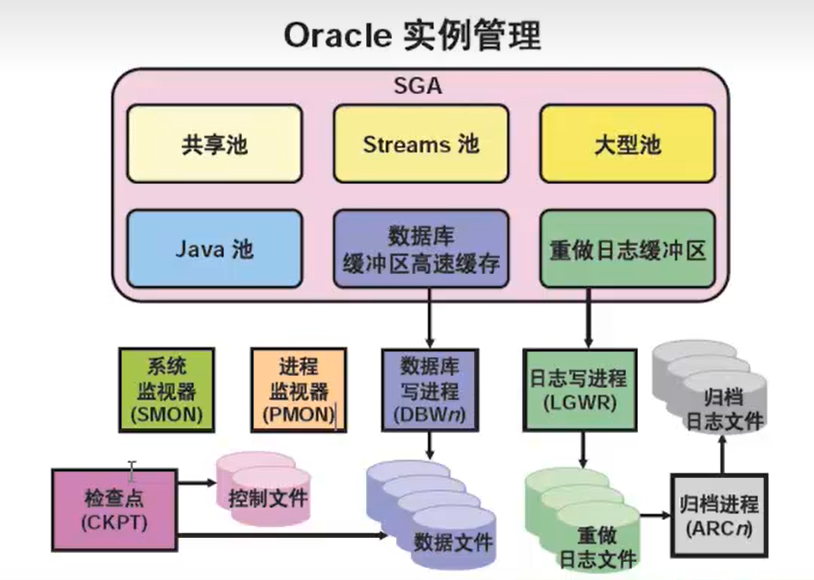 Oracle 实例管理
SGA
共享池
Streams 池
大型池
Java 池
数据库
缓冲区高速缓存
重做日志缓冲区
系统
监视器
(SMON)
进程
监视器
(PMON)
数据库
写进程
(DBWn)
日志写进程
(LGWR)
归档
日志文件
检查点
(CKPT)
控制文件
数据文件
重做
日志文件
归档进程
(ARCn)